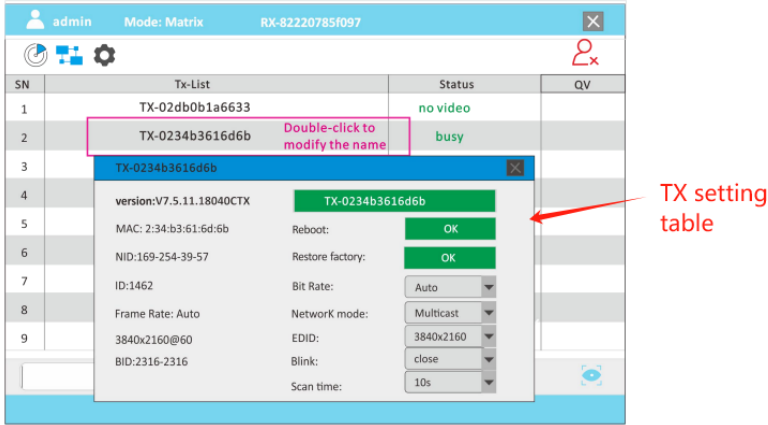 admin Mode: Matrix RX-82220785f097
SN Tx-List Status QV
1 TX-02db0b1a6633 no video
2 TX-0234b3616d6b Double-click to modify the name busy
3 TX-0234b3616d6b
4 version:V7.5.11.18040CTX TX-0234b3616d6b
TX setting
table
5 MAC: 2:34:b3:61:6d:6b Reboot: OK
6 NID:169-254-39-57 Restore factory: OK
7 ID:1462 Bit Rate: Auto
8 Frame Rate: Auto NetworK mode: Multicast
9 3840x2160@60 EDID: 3840x2160
BID:2316-2316 Blink: close
Scan time: 10s